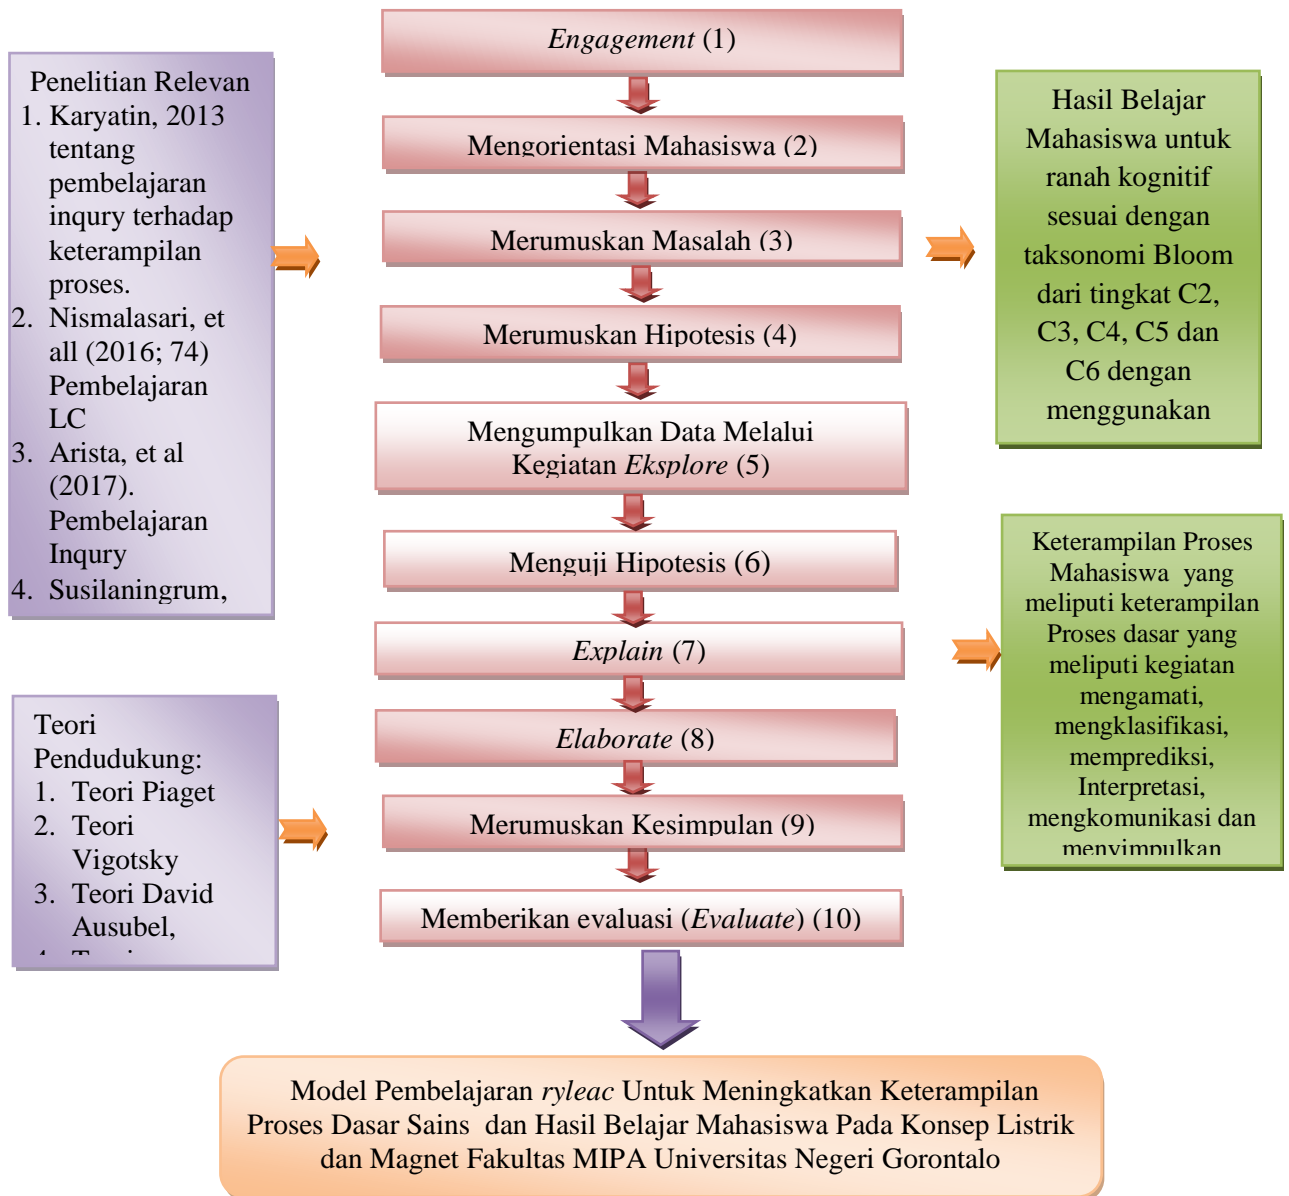 Penelitian Relevan
1. Karyatin, 2013
tentang
pembelajaran
inqury terhadap
keterampilan
proses.
2. Nismalasari, et
all (2016; 74)
Pembelajaran
LC
3. Arista, et al
(2017).
Pembelajaran
Inqury
4. Susilaningrum,
Teori
Pendudukung:
1. Teori Piaget
2. Teori
Vigotsky
3. Teori David
Ausubel,
Engagement (1)
Mengorientasi Mahasiswa (2)
Merumuskan Masalah (3)
Merumuskan Hipotesis (4)
Mengumpulkan Data Melalui
Kegiatan Eksplore (5)
Menguji Hipotesis (6)
Explain (7)
Elaborate (8)
Merumuskan Kesimpulan (9)
Memberikan evaluasi (Evaluate) (10)
Hasil Belajar
Mahasiswa untuk
ranah kognitif
sesuai dengan
taksonomi Bloom
dari tingkat C2,
C3, C4, C5 dan
C6 dengan
menggunakan
Keterampilan Proses
Mahasiswa yang
meliputi keterampilan
Proses dasar yang
meliputi kegiatan
mengamati,
mengklasifikasi,
memprediksi,
Interpretasi,
mengkomunikasi dan
menyimpulkan
Model Pembelajaran ryleac Untuk Meningkatkan Keterampilan
Proses Dasar Sains dan Hasil Belajar Mahasiswa Pada Konsep Listrik
dan Magnet Fakultas MIPA Universitas Negeri Gorontalo